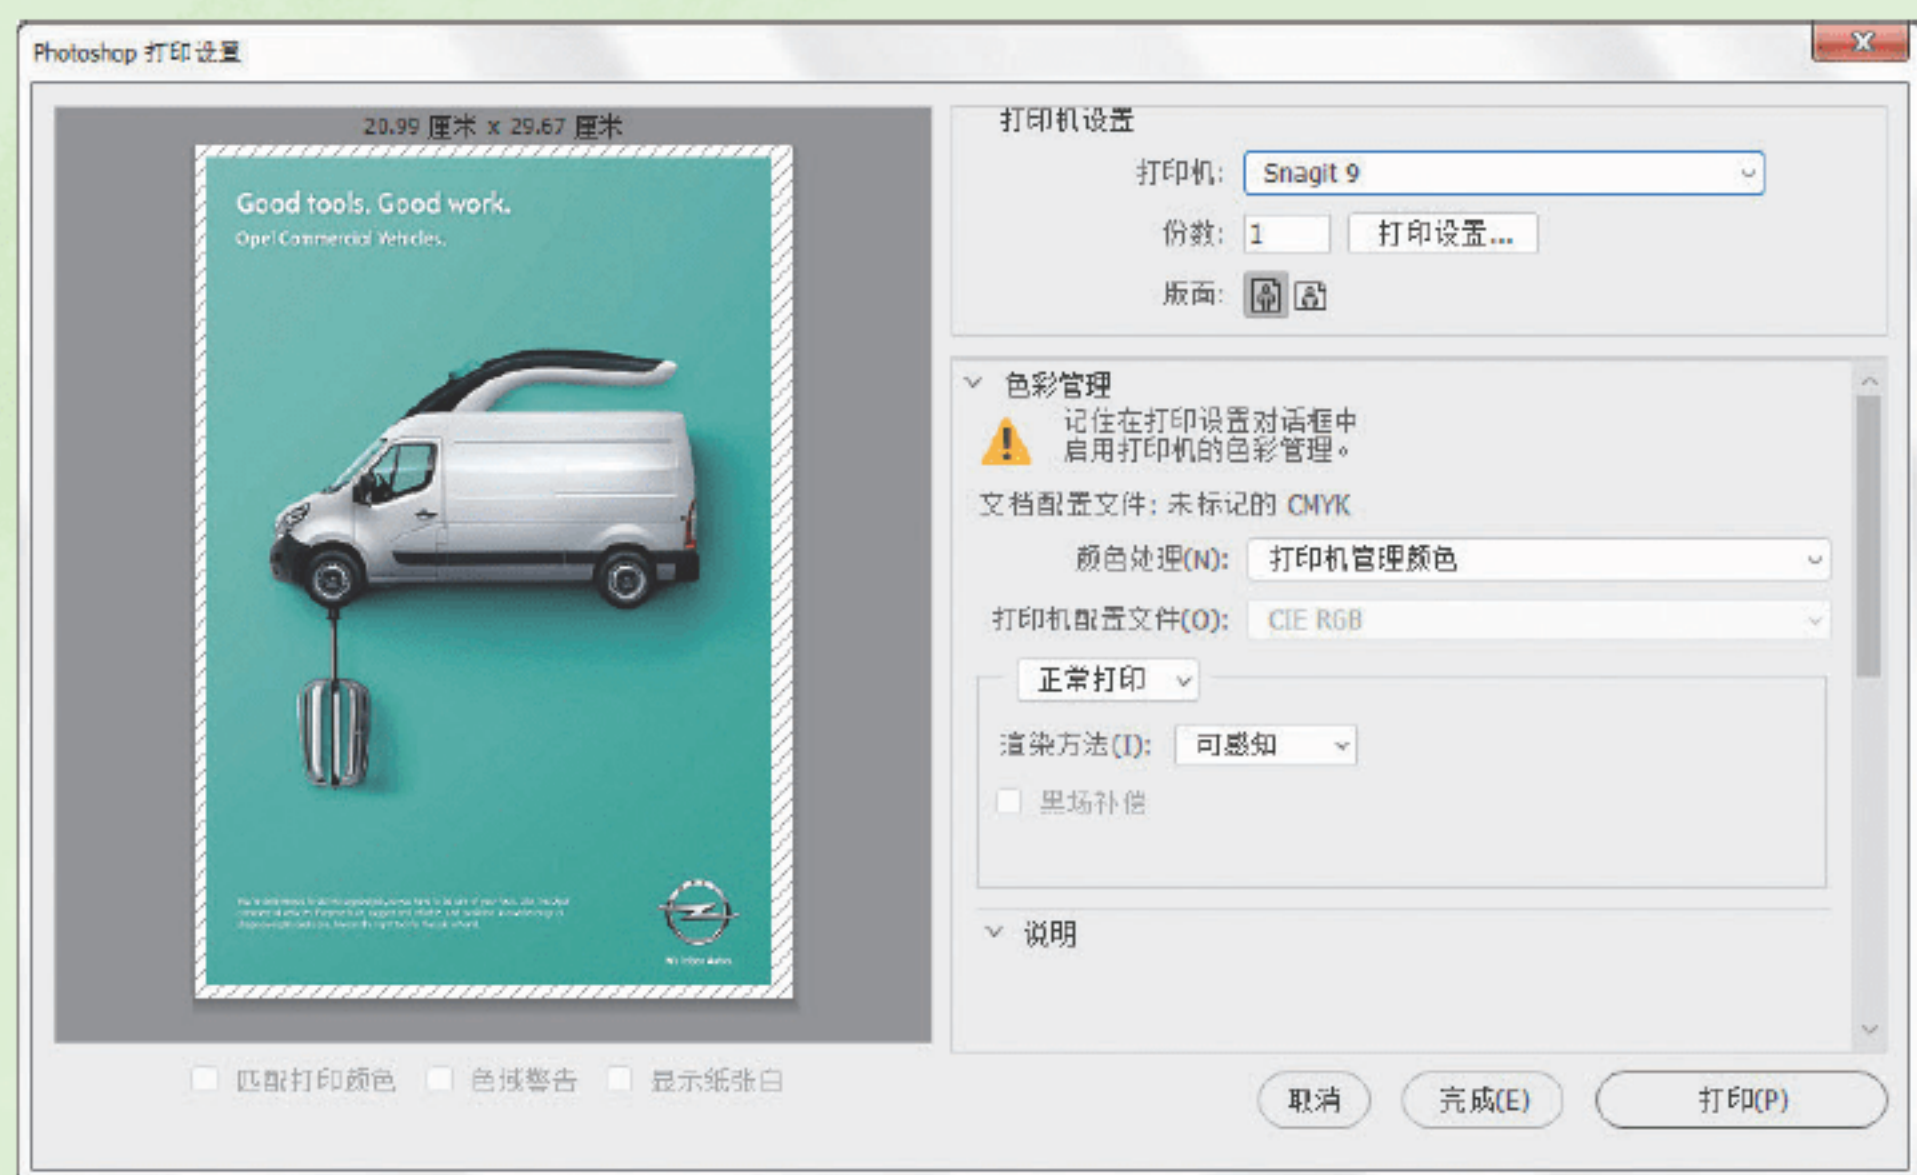 Photoshop 打印设置
20.99 厘米 x 29.67 厘米
Good tools. Good work.
Opel Commercial Vehicles.
匹配打印颜色
色域警告
显示纸张白
打印机设置
打印机: Snagit 9
份数: 1 打印设置...
版面:
色彩管理
记住在打印设置对话框中
启用打印机的色彩管理。
文档配置文件: 未标记的 CMYK
颜色处理(N): 打印机管理颜色
打印机配置文件(O): CIE RGB
正常打印
渲染方法(I): 可感知
黑场补偿
说明
取消 完成(E) 打印(P)